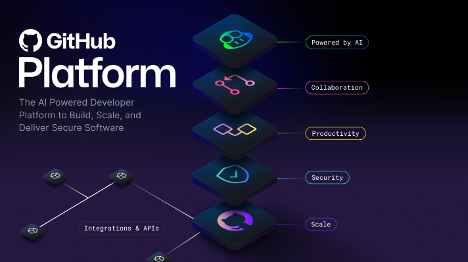 GitHub
Platform
The AI Powered Developer
Platform to Build, Scale, and
Deliver Secure Software
Powered by AI
Collaboration
Productivity
Security
Scale
Integrations & APIs